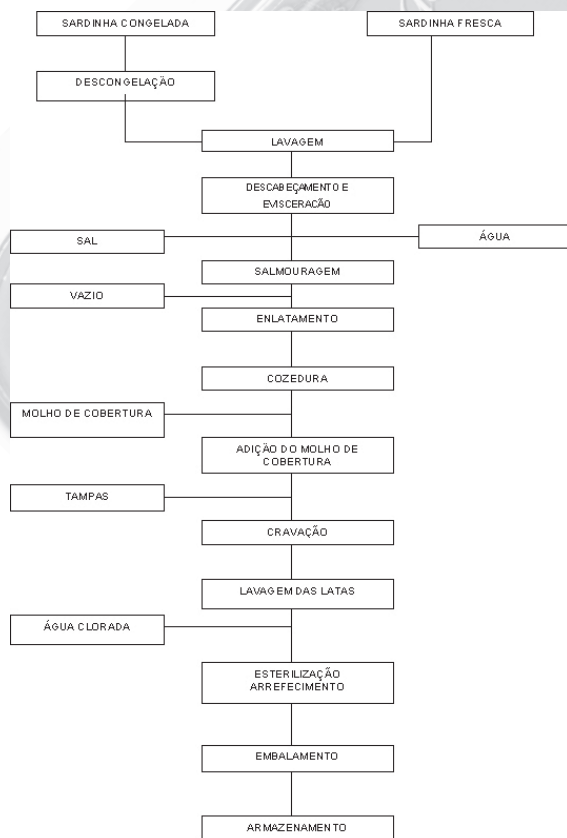 SARDINHA CONGELADA
SARDINHA FRESCA
DESCONGELAÇÃO
LAVAGEM
DESCABEÇAMENTO E
EVISCERAÇÃO
SAL
ÁGUA
SALMOURAGEM
VAZIO
ENLATAMENTO
COZEDURA
MOLHO DE COBERTURA
ADIÇÃO DO MOLHO DE
COBERTURA
TAMPAS
CRAVAÇÃO
LAVAGEM DAS LATAS
ÁGUA CLORADA
ESTERILIZAÇÃO
ARREFECIMENTO
EMBALAMENTO
ARMAZENAMENTO